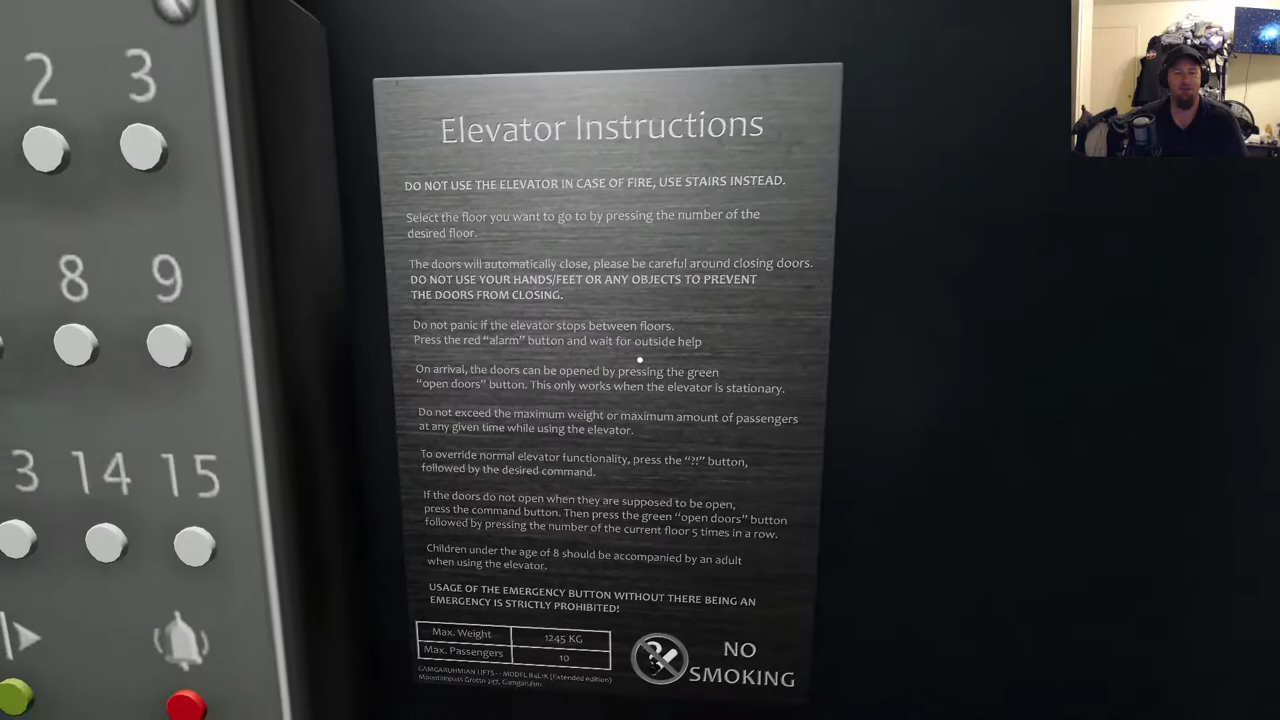 2 3
8 9
3 14 15
Elevator Instructions
DO NOT USE THE ELEVATOR IN CASE OF FIRE, USE STAIRS INSTEAD.
Select the floor you want to go to by pressing the number of the
desired floor.
The doors will automatically close, please be careful around closing doors.
DO NOT USE YOUR HANDS/FEET OR ANY OBJECTS TO PREVENT
THE DOORS FROM CLOSING.
Do not panic if the elevator stops between floors.
Press the red “alarm” button and wait for outside help
On arrival, the doors can be opened by pressing the green
“open doors” button. This only works when the elevator is stationary.
Do not exceed the maximum weight or maximum amount of passengers
at any given time while using the elevator.
To override normal elevator functionality, press the “?!” button,
followed by the desired command.
If the doors do not open when they are supposed to be open,
press the command button. Then press the green “open doors” button
followed by pressing the number of the current floor 5 times in a row.
Children under the age of 8 should be accompanied by an adult
when using the elevator.
USAGE OF THE EMERGENCY BUTTON WITHOUT THERE BEING AN
EMERGENCY IS STRICTLY PROHIBITED!
Max. Weight 1245 KG
Max. Passengers 10
CAMGARUHMIAN LIFTS -- MODEL (Extended edition)
Mountainpass Grotto 247, Camgaruhm
NO
SMOKING